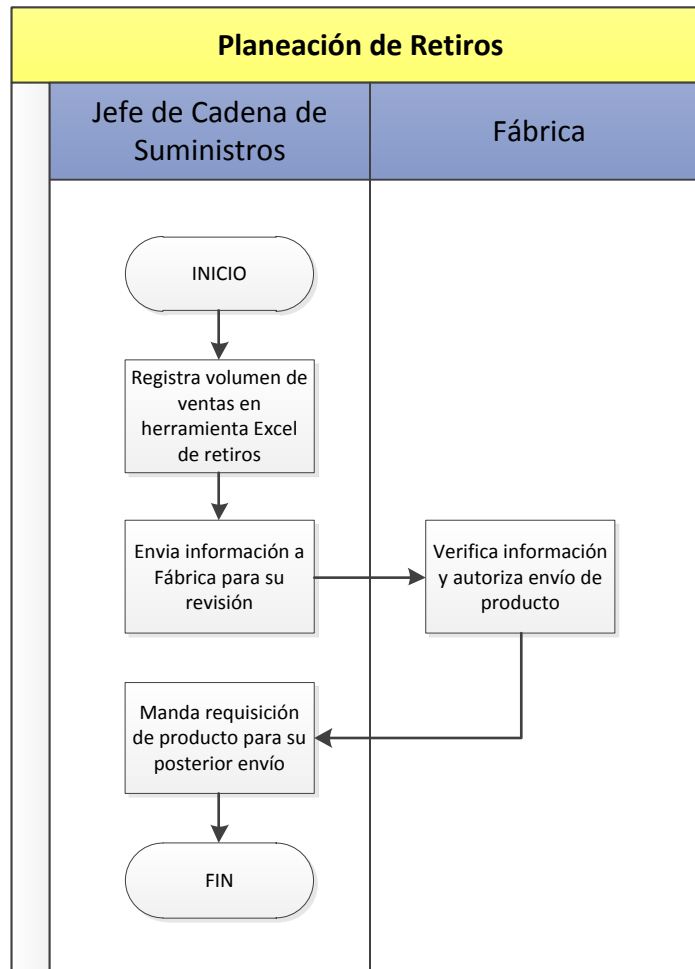 Planeación de Retiros
Jefe de Cadena de
Suministros
Fábrica
INICIO
Registra volumen de
ventas en
herramienta Excel
de retiros
Envia información a
Fábrica para su
revisión
Verifica información
y autoriza envío de
producto
Manda requisición
de producto para su
posterior envío
FIN